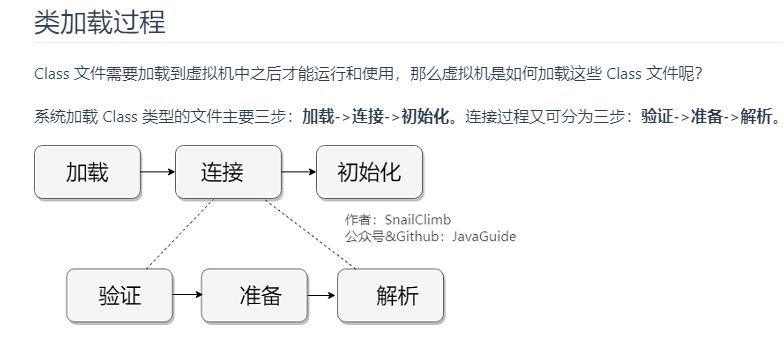 类加载过程
Class 文件需要加载到虚拟机中之后才能运行和使用，那么虚拟机是如何加载这些 Class 文件呢？
系统加载 Class 类型的文件主要三步：加载->连接->初始化。连接过程又可分为三步：验证->准备->解析。
加载
连接
初始化
作者：SnailClimb
公众号&Github：JavaGuide
验证
准备
解析